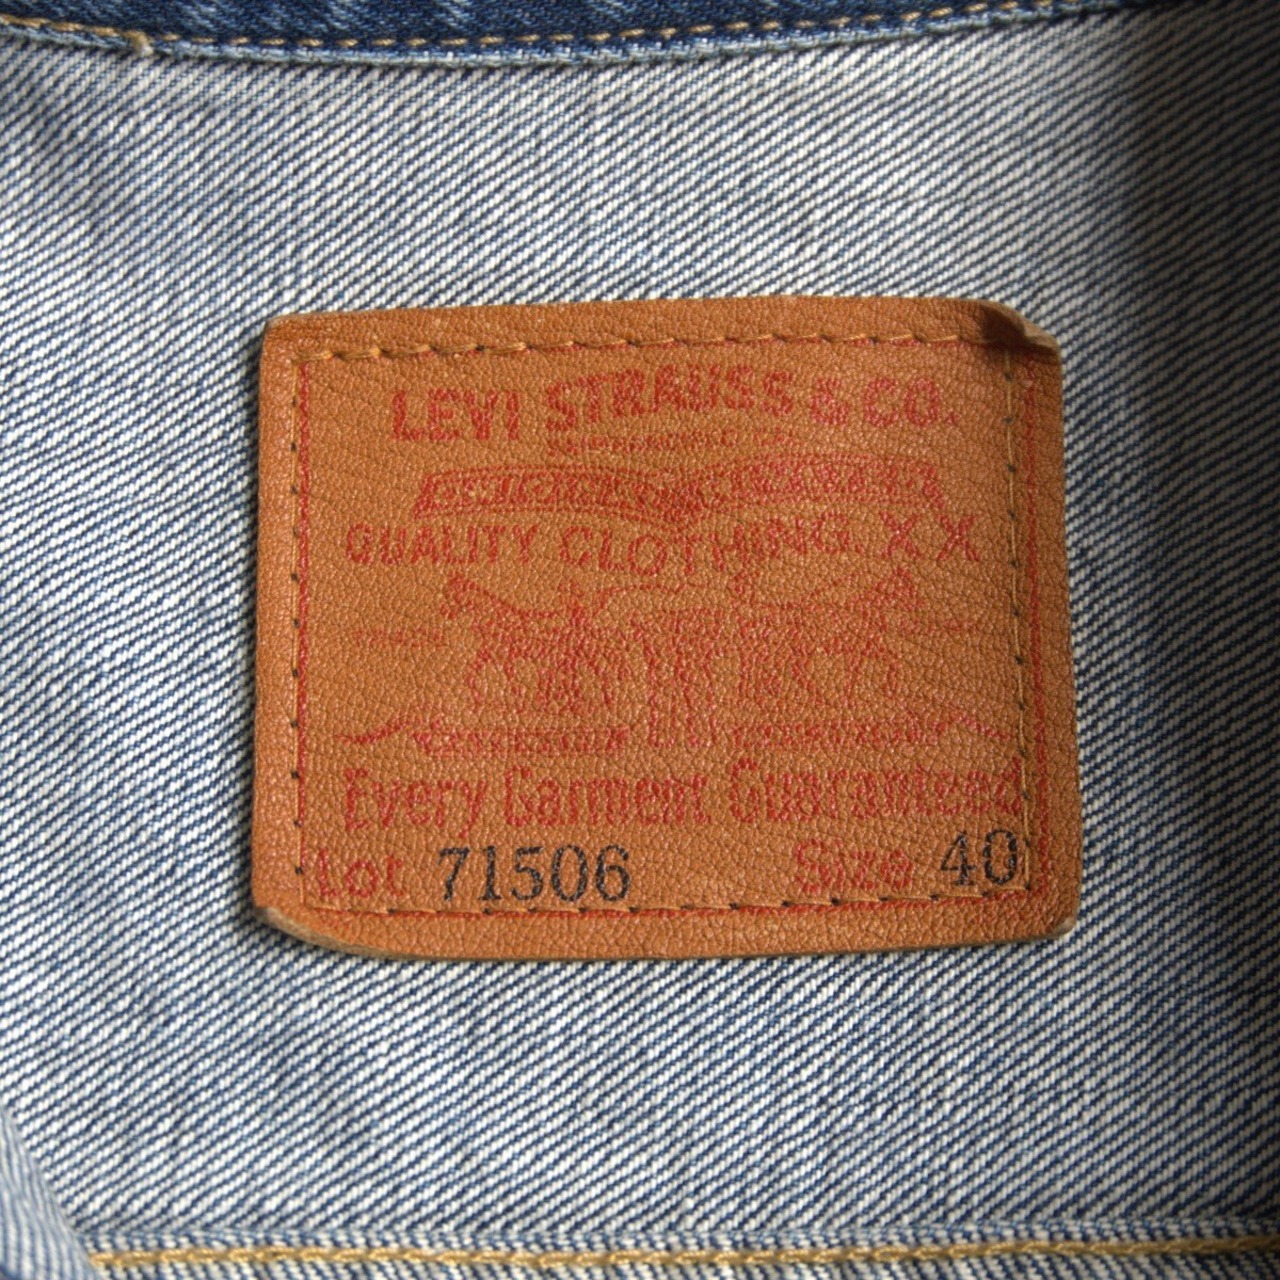 LEVI STRAUSS & CO.
QUALITY CLOTHING. XX
Every Garment Guaranteed
Lot 71506 Size 40